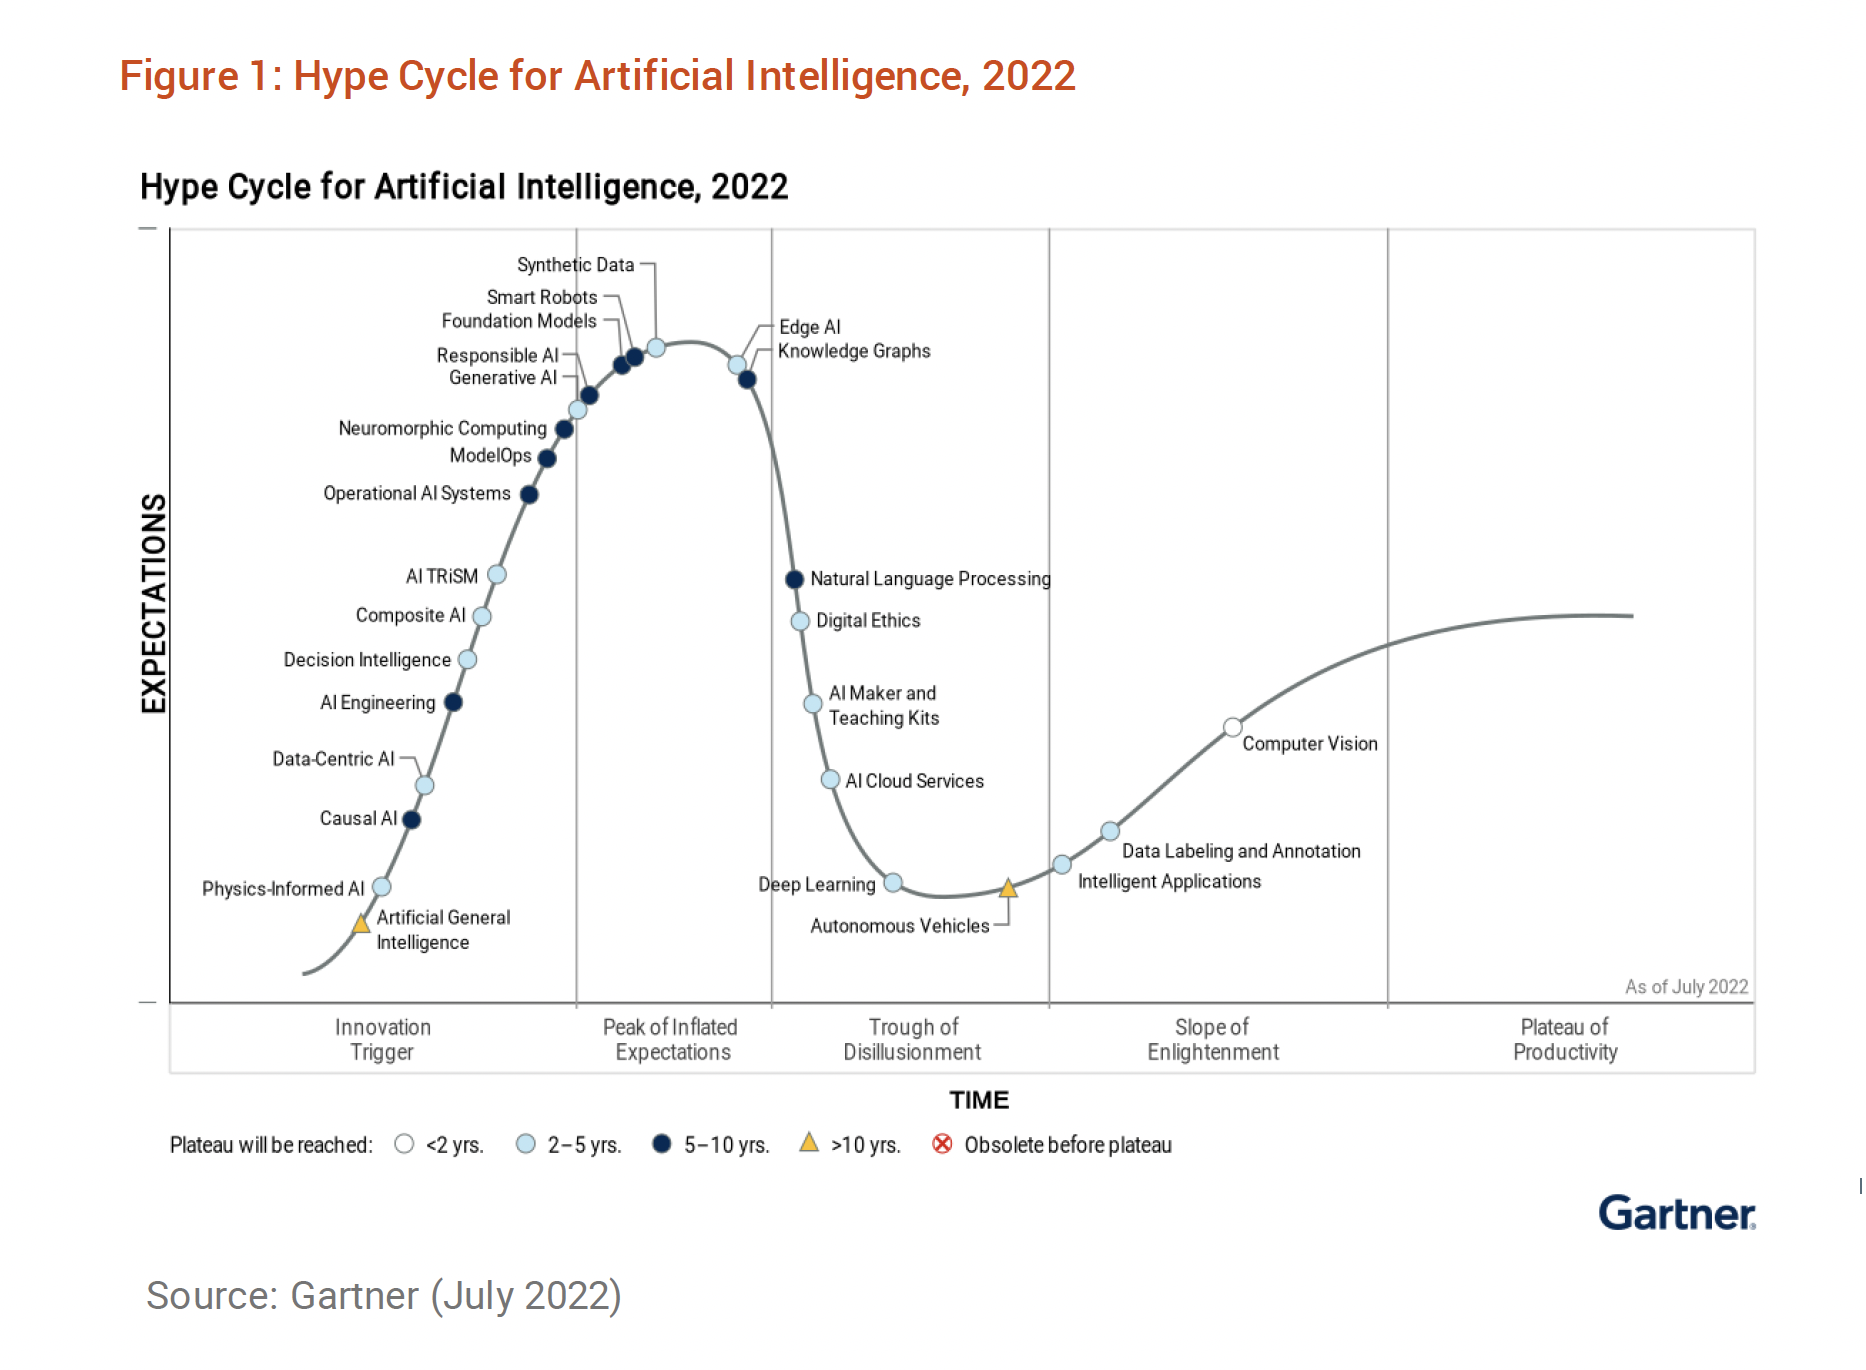 Figure 1: Hype Cycle for Artificial Intelligence, 2022
Hype Cycle for Artificial Intelligence, 2022
EXPECTATIONS
Synthetic Data
Smart Robots
Foundation Models
Responsible AI
Generative AI
Neuromorphic Computing
ModelOps
Operational AI Systems
AI TRiSM
Composite AI
Decision Intelligence
AI Engineering
Data-Centric AI
Causal AI
Physics-Informed AI
Artificial General
Intelligence
Edge AI
Knowledge Graphs
Natural Language Processing
Digital Ethics
AI Maker and
Teaching Kits
AI Cloud Services
Deep Learning
Autonomous Vehicles
Computer Vision
Data Labeling and Annotation
Intelligent Applications
As of July 2022
Innovation
Trigger
Peak of Inflated
Expectations
Trough of
Disillusionment
Slope of
Enlightenment
Plateau of
Productivity
TIME
Plateau will be reached: <2 yrs. 2–5 yrs. 5–10 yrs. >10 yrs. Obsolete before plateau
Gartner®
Source: Gartner (July 2022)